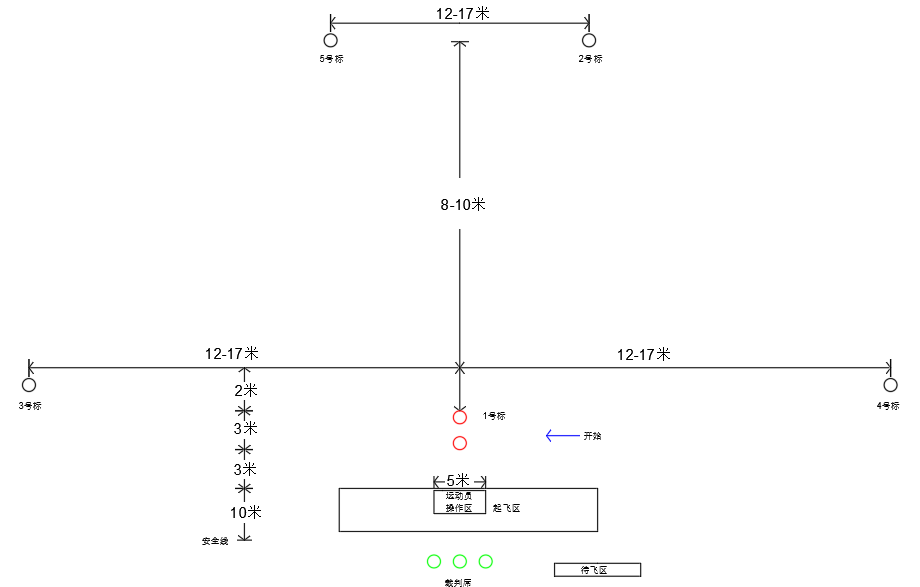 12-17米
5号标
2号标
8-10米
12-17米
12-17米
3号标
4号标
2米
1号标
3米
开始
3米
5米
运动员
操作区
起飞区
10米
安全线
裁判席
待飞区